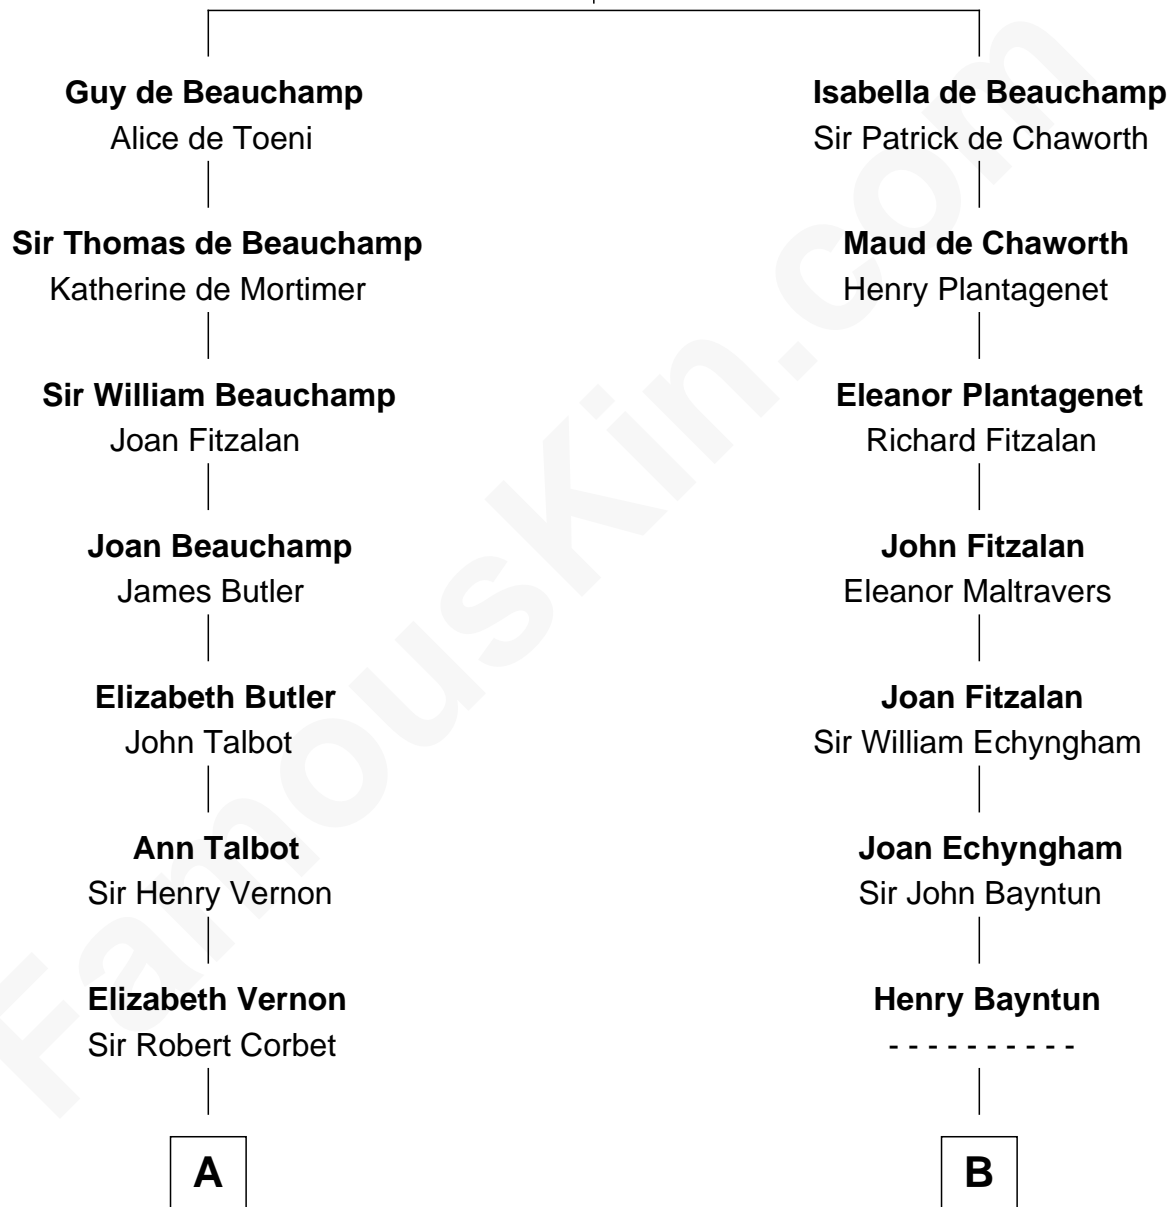 Guy de Beauchamp
Alice de Toeni
Sir Thomas de Beauchamp
Katherine de Mortimer
Sir William Beauchamp
Joan Fitzalan
Joan Beauchamp
James Butler
Elizabeth Butler
John Talbot
Ann Talbot
Sir Henry Vernon
Elizabeth Vernon
Sir Robert Corbet
A
Isabella de Beauchamp
Sir Patrick de Chaworth
Maud de Chaworth
Henry Plantagenet
Eleanor Plantagenet
Richard Fitzalan
John Fitzalan
Eleanor Maltravers
Joan Fitzalan
Sir William Echyngham
Joan Echyngham
Sir John Bayntun
Henry Bayntun
- - - - - - - - - -
B
FamousKin.com